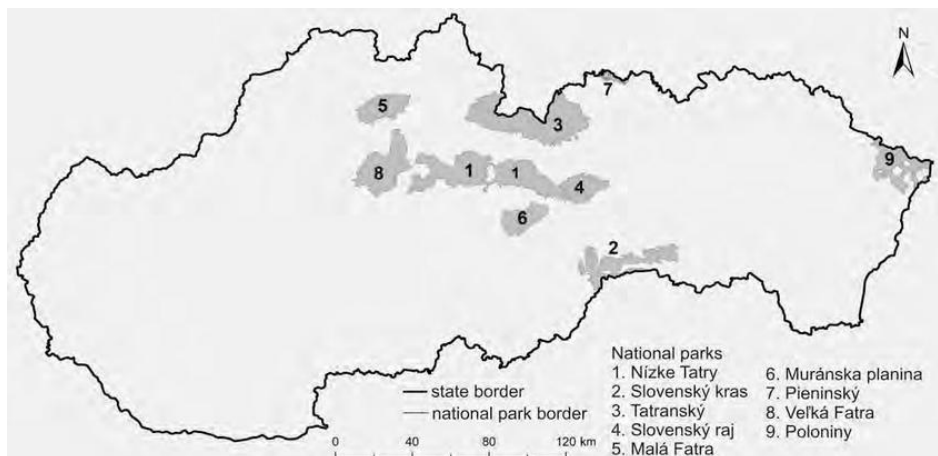 N
7
5
3
9
8
1
1
4
6
2
National parks
1. Nízke Tatry
2. Slovenský kras
3. Tatranský
4. Slovenský raj
5. Malá Fatra
6. Muránska planina
7. Pieninský
8. Veľká Fatra
9. Poloniny
state border
national park border
0 40 80 120 km